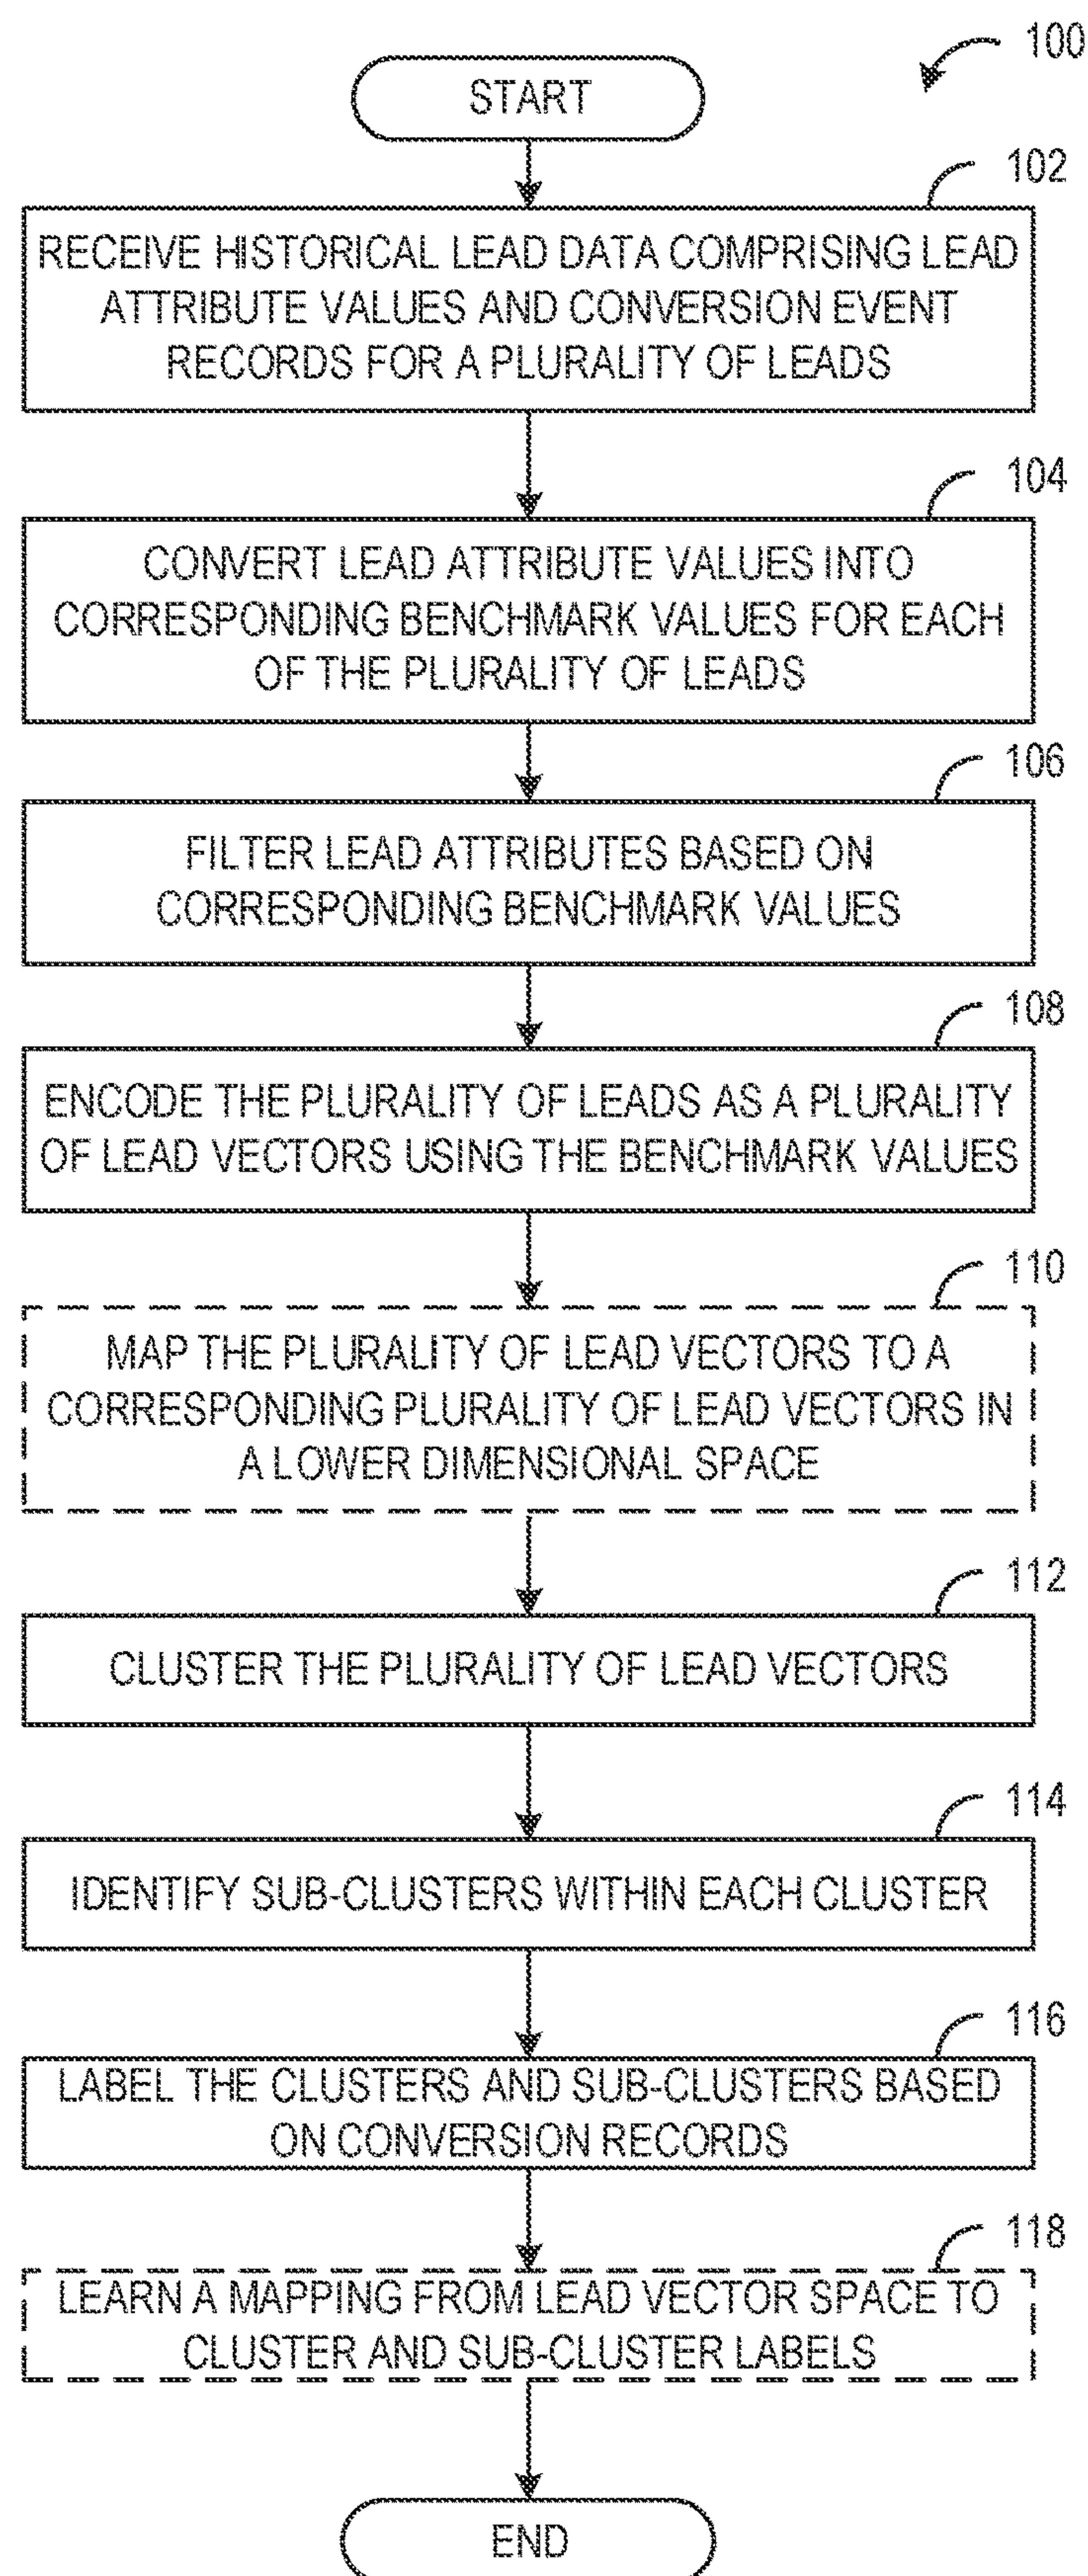 100
START
102
RECEIVE HISTORICAL LEAD DATA COMPRISING LEAD
ATTRIBUTE VALUES AND CONVERSION EVENT
RECORDS FOR A PLURALITY OF LEADS
104
CONVERT LEAD ATTRIBUTE VALUES INTO
CORRESPONDING BENCHMARK VALUES FOR EACH
OF THE PLURALITY OF LEADS
106
FILTER LEAD ATTRIBUTES BASED ON
CORRESPONDING BENCHMARK VALUES
108
ENCODE THE PLURALITY OF LEADS AS A PLURALITY
OF LEAD VECTORS USING THE BENCHMARK VALUES
110
MAP THE PLURALITY OF LEAD VECTORS TO A
CORRESPONDING PLURALITY OF LEAD VECTORS IN
A LOWER DIMENSIONAL SPACE
112
CLUSTER THE PLURALITY OF LEAD VECTORS
114
IDENTIFY SUB-CLUSTERS WITHIN EACH CLUSTER
116
LABEL THE CLUSTERS AND SUB-CLUSTERS BASED
ON CONVERSION RECORDS
118
LEARN A MAPPING FROM LEAD VECTOR SPACE TO
CLUSTER AND SUB-CLUSTER LABELS
END